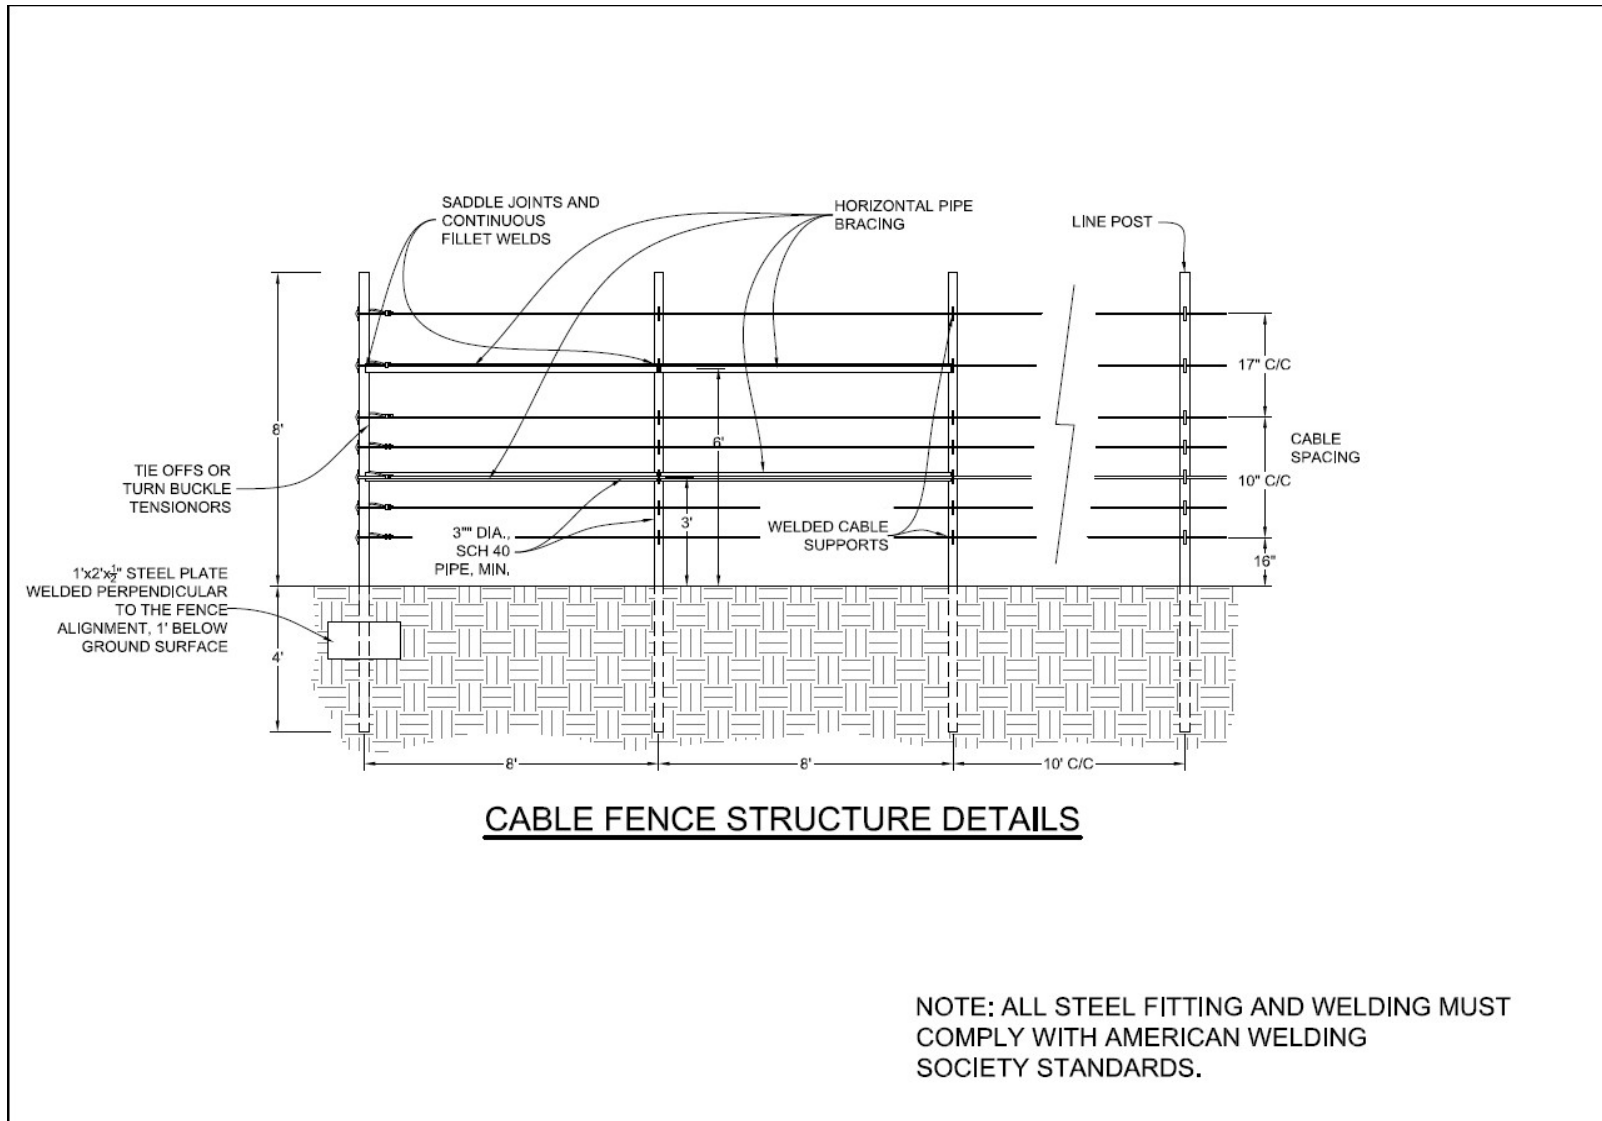 SADDLE JOINTS AND
CONTINUOUS
FILLET WELDS
HORIZONTAL PIPE
BRACING
LINE POST
17" C/C
8'
6'
CABLE
SPACING
TIE OFFS OR
TURN BUCKLE
TENSIONORS
10" C/C
3'
3"" DIA.,
SCH 40
PIPE, MIN.
WELDED CABLE
SUPPORTS
16"
1'x2'x½" STEEL PLATE
WELDED PERPENDICULAR
TO THE FENCE
ALIGNMENT, 1' BELOW
GROUND SURFACE
4'
8'
8'
10' C/C
CABLE FENCE STRUCTURE DETAILS
NOTE: ALL STEEL FITTING AND WELDING MUST
COMPLY WITH AMERICAN WELDING
SOCIETY STANDARDS.